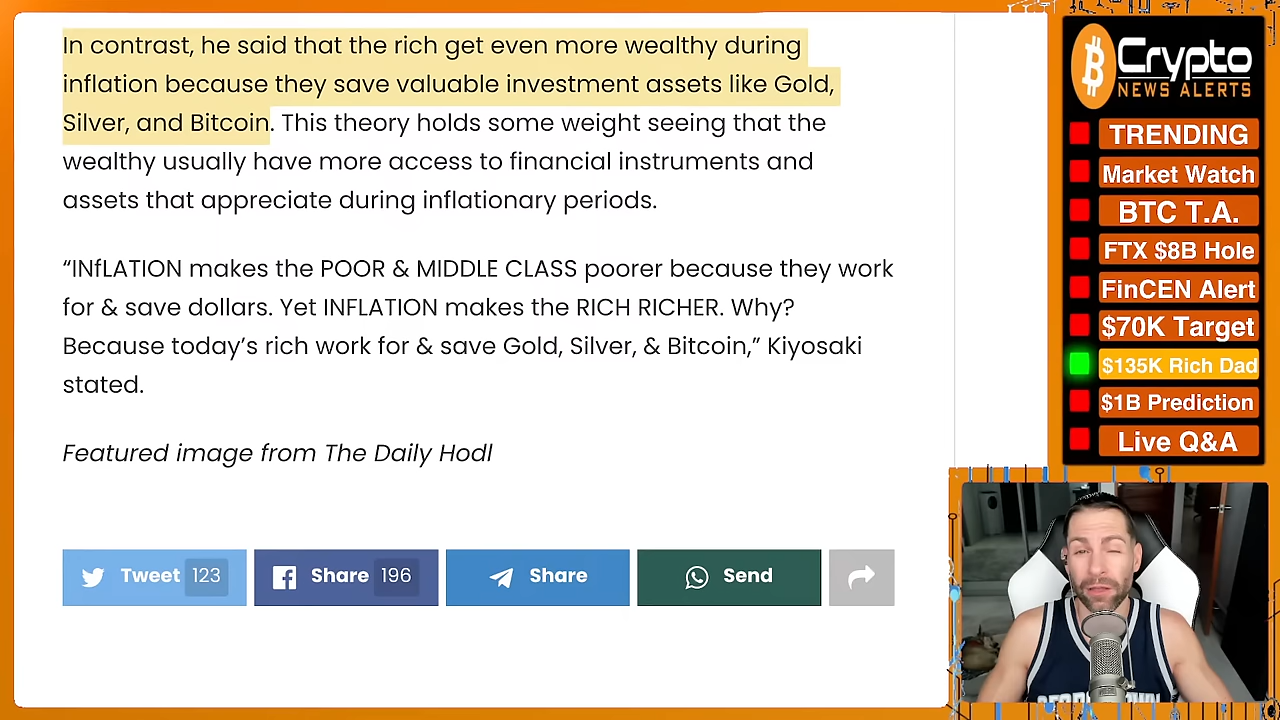 In contrast, he said that the rich get even more wealthy during
inflation because they save valuable investment assets like Gold,
Silver, and Bitcoin. This theory holds some weight seeing that the
wealthy usually have more access to financial instruments and
assets that appreciate during inflationary periods.
“INfLATION makes the POOR & MIDDLE CLASS poorer because they work
for & save dollars. Yet INFLATION makes the RICH RICHER. Why?
Because today’s rich work for & save Gold, Silver, & Bitcoin,” Kiyosaki
stated.
Featured image from The Daily Hodl
Tweet 123
Share 196
Share
Send
Crypto
NEWS ALERTS
TRENDING
Market Watch
BTC T.A.
FTX $8B Hole
FinCEN Alert
$70K Target
$135K Rich Dad
$1B Prediction
Live Q&A